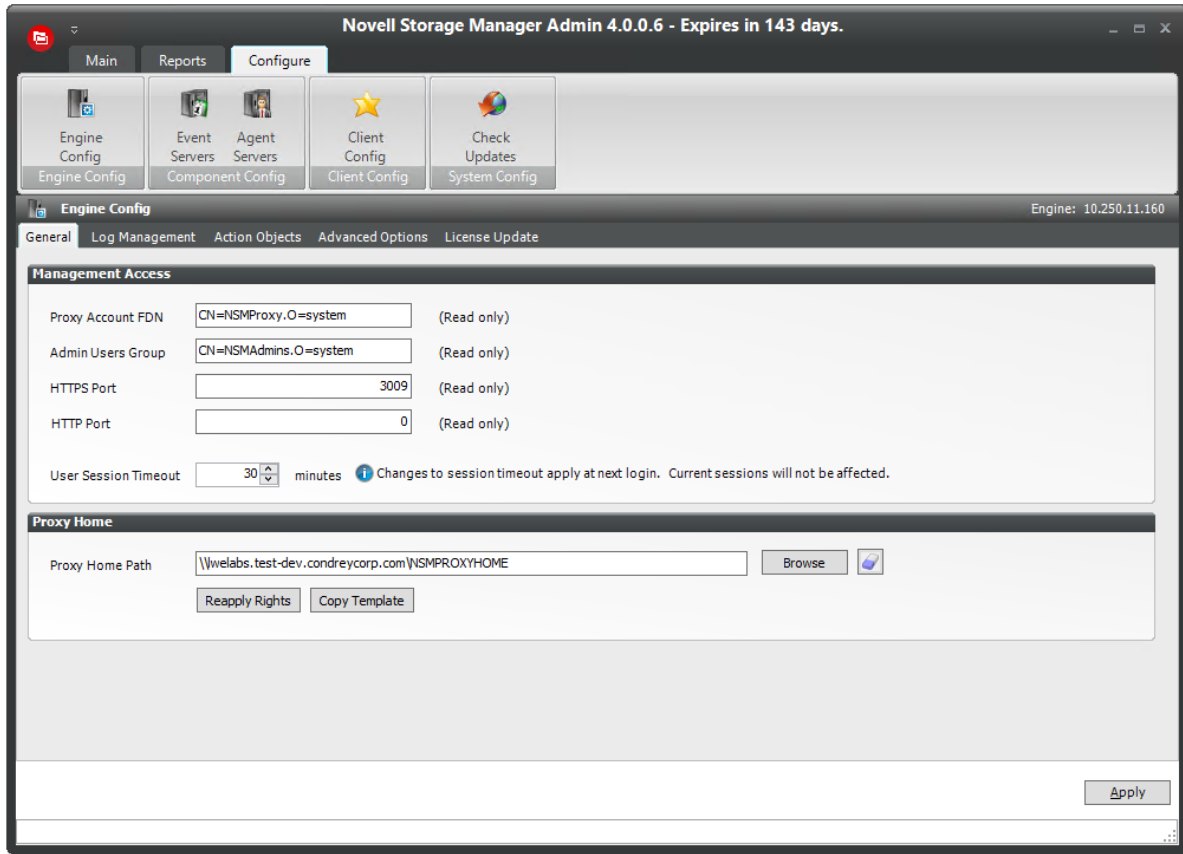 Novell Storage Manager Admin 4.0.0.6 - Expires in 143 days.
Main Reports Configure
Engine Config
Event Servers
Agent Servers
Client Config
Check Updates
Engine Config Component Config Client Config System Config
Engine Config Engine: 10.250.11.160
General Log Management Action Objects Advanced Options License Update
Management Access
Proxy Account FDN CN=NSMProxy.O=system (Read only)
Admin Users Group CN=NSMAdmins.O=system (Read only)
HTTPS Port 3009 (Read only)
HTTP Port 0 (Read only)
User Session Timeout 30 minutes Changes to session timeout apply at next login. Current sessions will not be affected.
Proxy Home
Proxy Home Path \\lwelabs.test-dev.condreycorp.com\NSMPROXYHOME Browse
Reapply Rights Copy Template
Apply